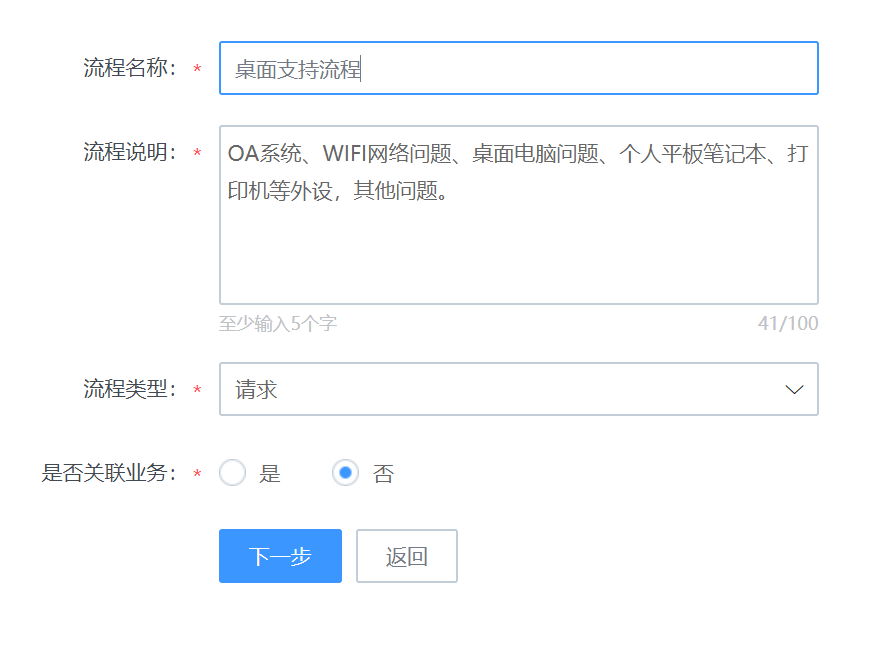 流程名称： * 桌面支持流程
流程说明： * OA系统、WIFI网络问题、桌面电脑问题、个人平板笔记本、打
印机等外设，其他问题。
至少输入5个字 41/100
流程类型： * 请求
是否关联业务： * 是 否
下一步 返回